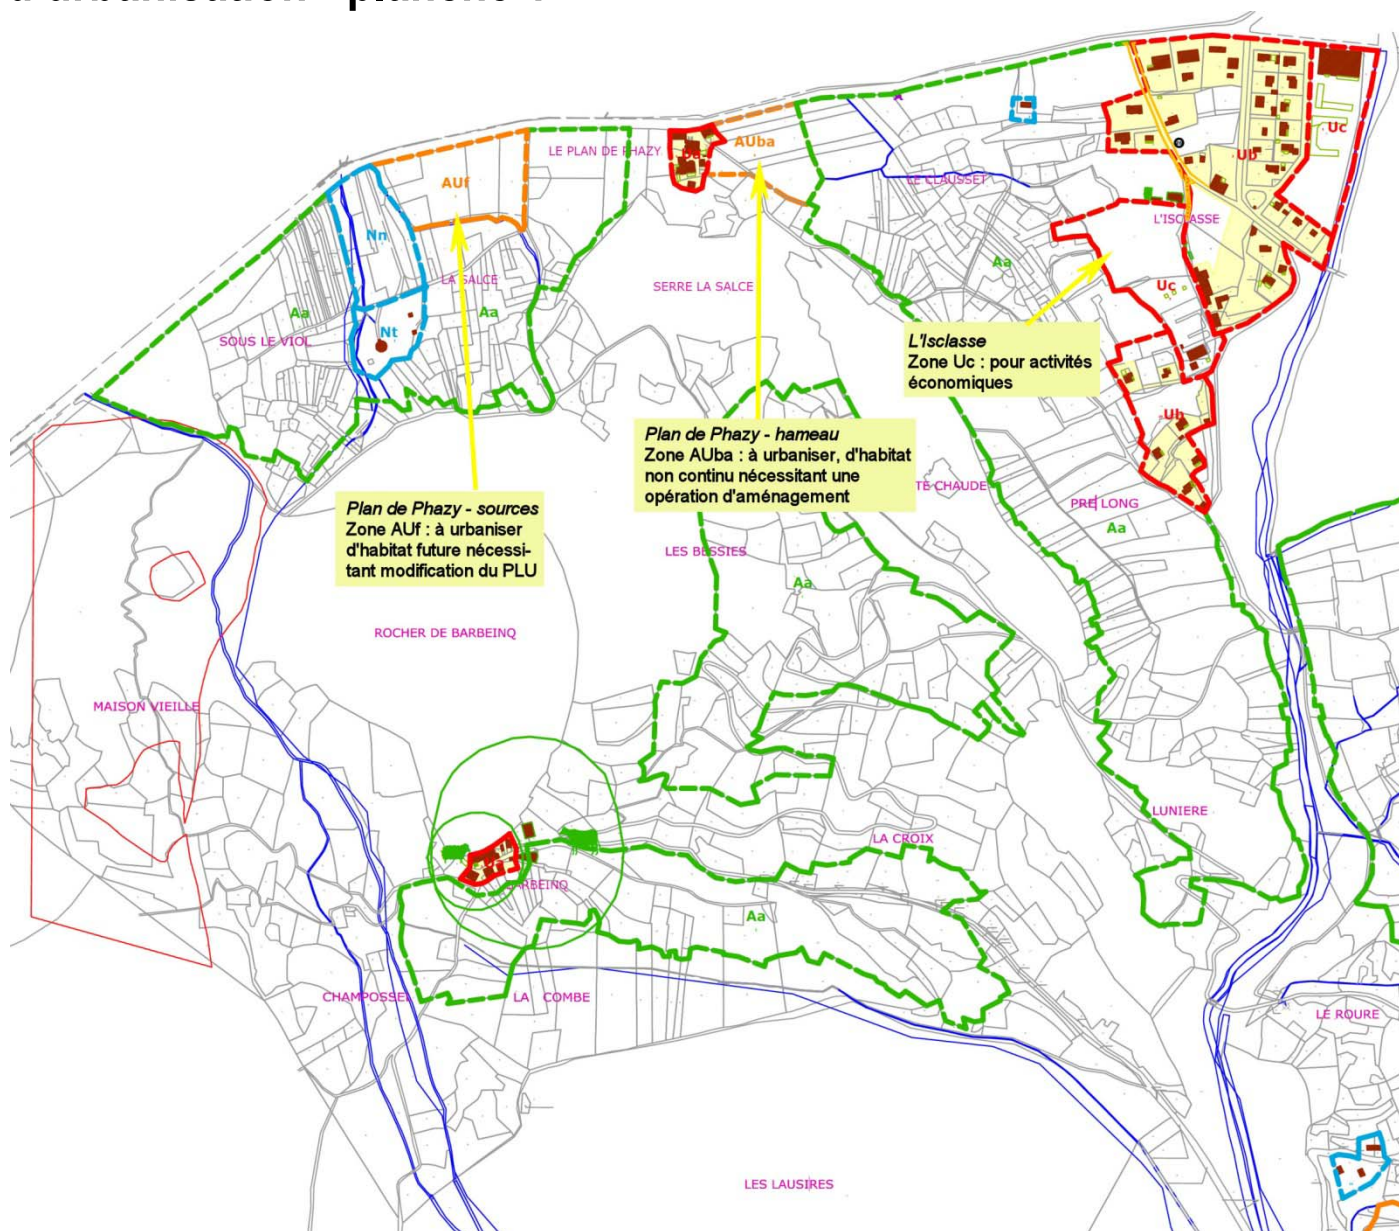 LE PLAN DE PHAZY
AUba
Uc
AUf
Ub
LE CLAUSSET
L'ISCLASSE
Nn
LA SALCE
Aa
SERRE LA SALCE
Aa
Uc
Aa
Nt
SOUS LE VIOL
L'Isclasse
Zone Uc : pour activités
économiques
Ub
Plan de Phazy - hameau
Zone AUba : à urbaniser, d'habitat
non continu nécessitant une
opération d'aménagement
TE CHAUDE
Plan de Phazy - sources
Zone AUf : à urbaniser
d'habitat future nécessi-
tant modification du PLU
PRE LONG
Aa
LES BESSIES
Aa
ROCHER DE BARBEINQ
MAISON VIEILLE
LUNIERE
LA CROIX
BARBEINQ
Aa
CHAMPOSSEL
LA COMBE
LE ROURE
LES LAUSIRES